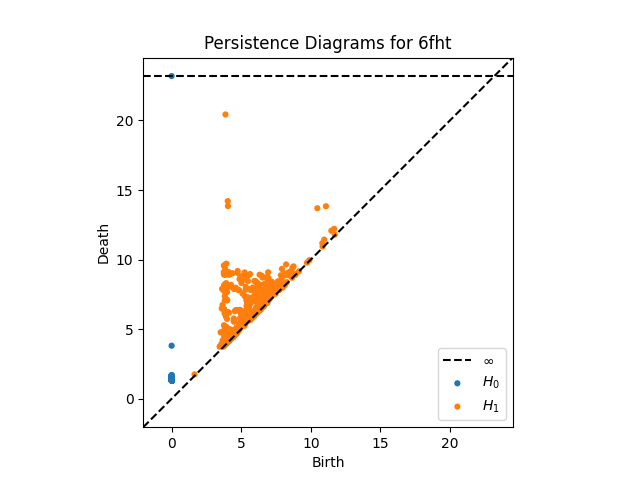 Persistence Diagrams for 6fht
20
15
10
5
0
Death
0 5 10 15 20
Birth
∞
H₀
H₁